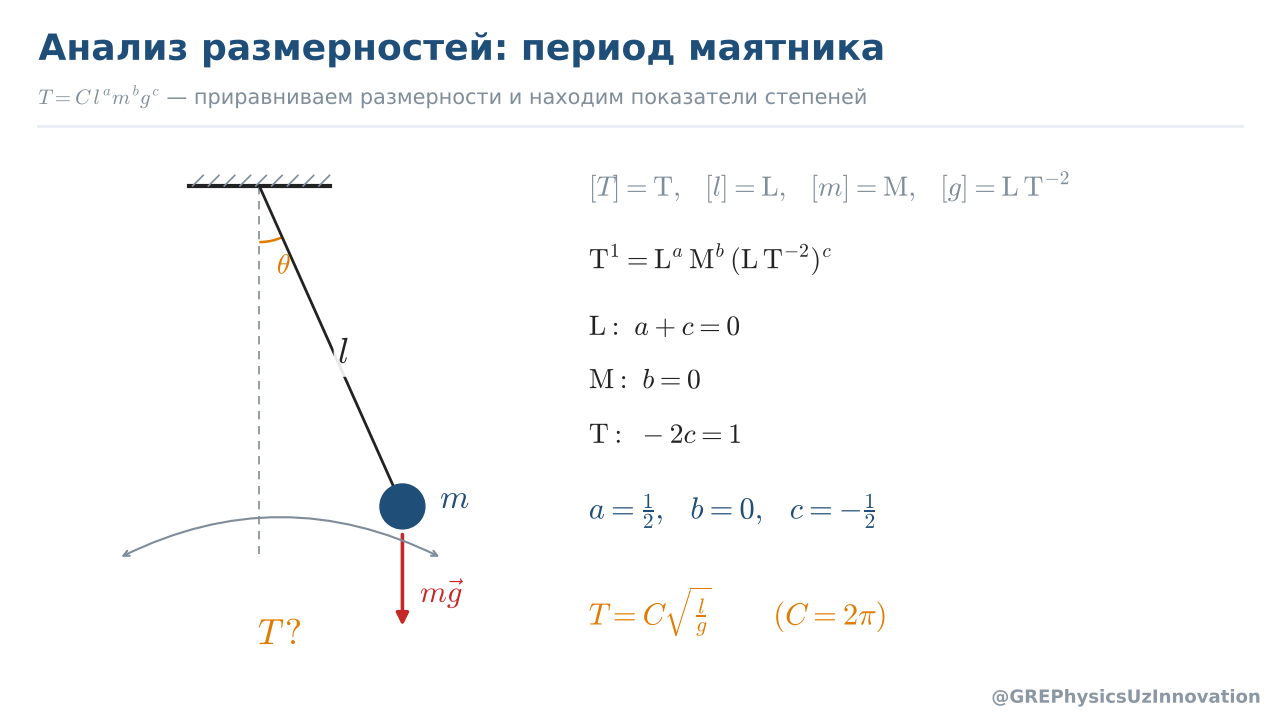 Анализ размерностей: период маятника
T = C l^a m^b g^c — приравниваем размерности и находим показатели степеней
[T] = T, [l] = L, [m] = M, [g] = L T^{−2}
T^1 = L^a M^b (L T^{−2})^c
θ
L : a + c = 0
l
M : b = 0
T : − 2c = 1
m
a = 1/2, b = 0, c = −1/2
mg⃗
T = C√(l/g) (C = 2π)
T?
@GREPhysicsUzInnovation